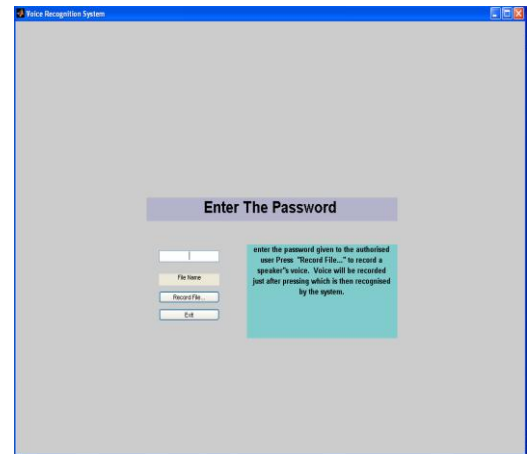 Voice Recognition System
Enter The Password
enter the password given to the authorised
user Press "Record File..." to record a
speaker"s voice. Voice will be recorded
just after pressing which is then recognised
by the system.
File Name
Record File...
Exit